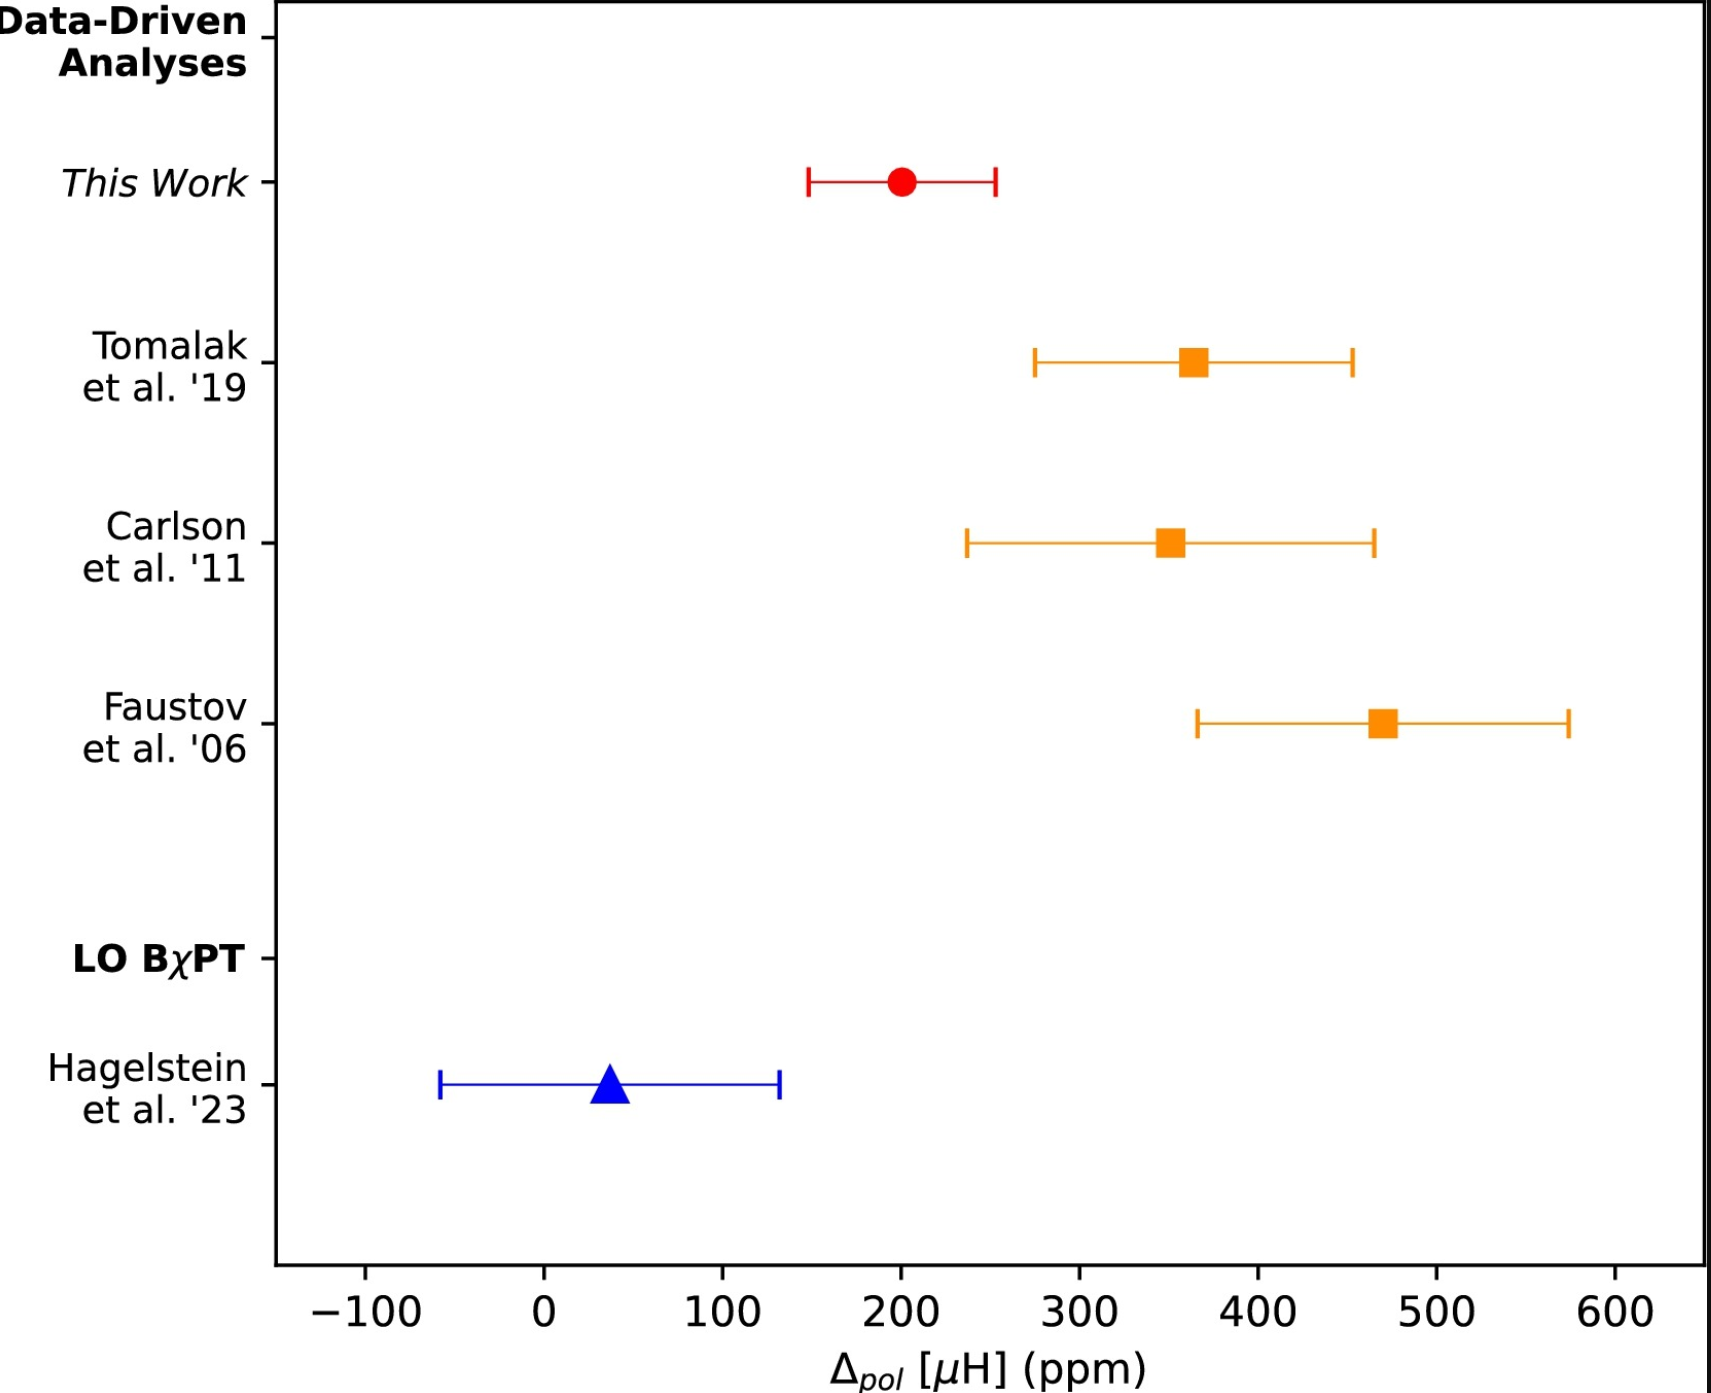 Data-Driven
Analyses
This Work
Tomalak
et al. '19
Carlson
et al. '11
Faustov
et al. '06
LO BχPT
Hagelstein
et al. '23
−100 0 100 200 300 400 500 600
Δpol [μH] (ppm)